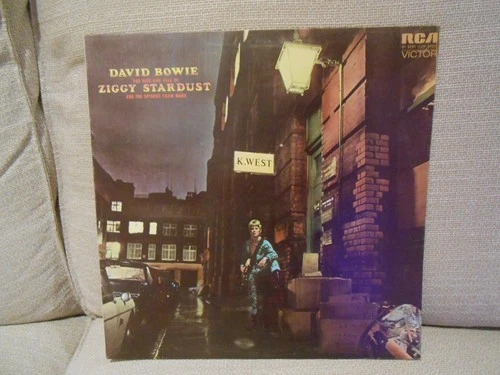 DAVID BOWIE
THE RISE AND FALL OF
ZIGGY STARDUST
AND THE SPIDERS FROM MARS
RCA
VICTOR
K. WEST